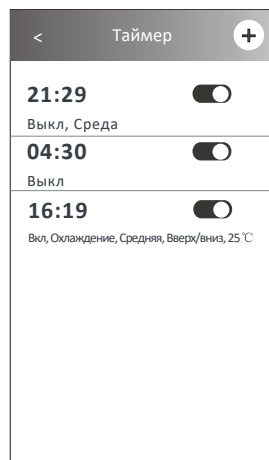 < Таймер +
21:29
Выкл, Среда
04:30
Выкл
16:19
Вкл, Охлаждение, Средняя, Вверх/вниз, 25 ℃